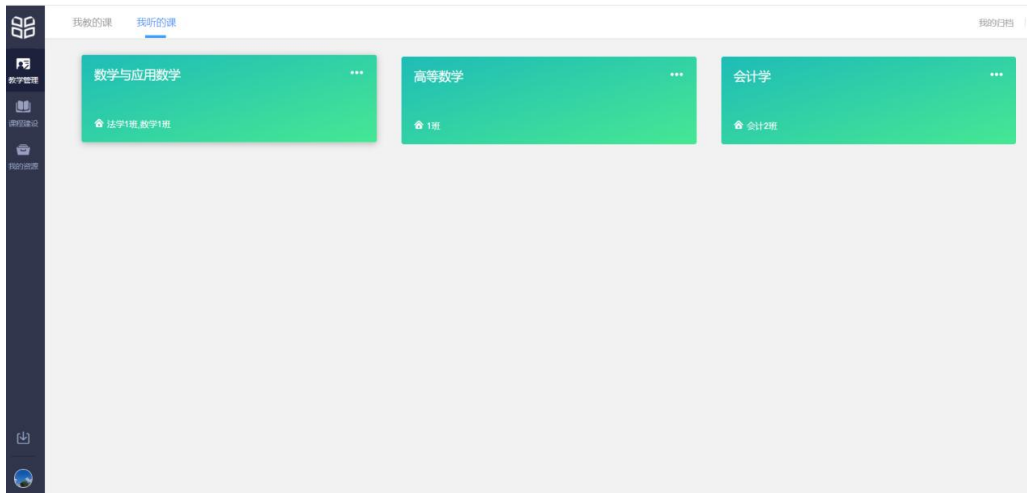 我教的课
我听的课
我的归档
教学管理
课程建设
我的资源
数学与应用数学
法学1班,数学1班
高等数学
1班
会计学
会计2班